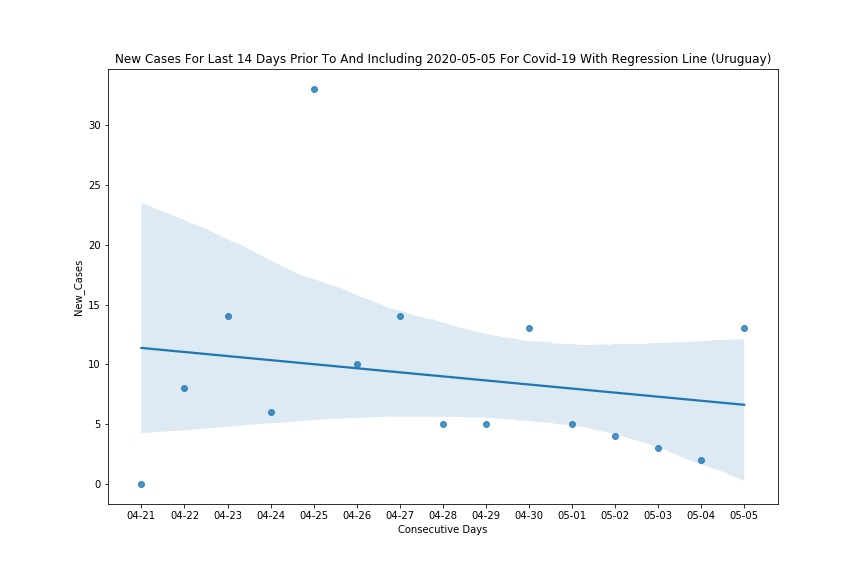 New Cases For Last 14 Days Prior To And Including 2020-05-05 For Covid-19 With Regression Line (Uruguay)
New_Cases
30
25
20
15
10
5
0
04-21 04-22 04-23 04-24 04-25 04-26 04-27 04-28 04-29 04-30 05-01 05-02 05-03 05-04 05-05
Consecutive Days